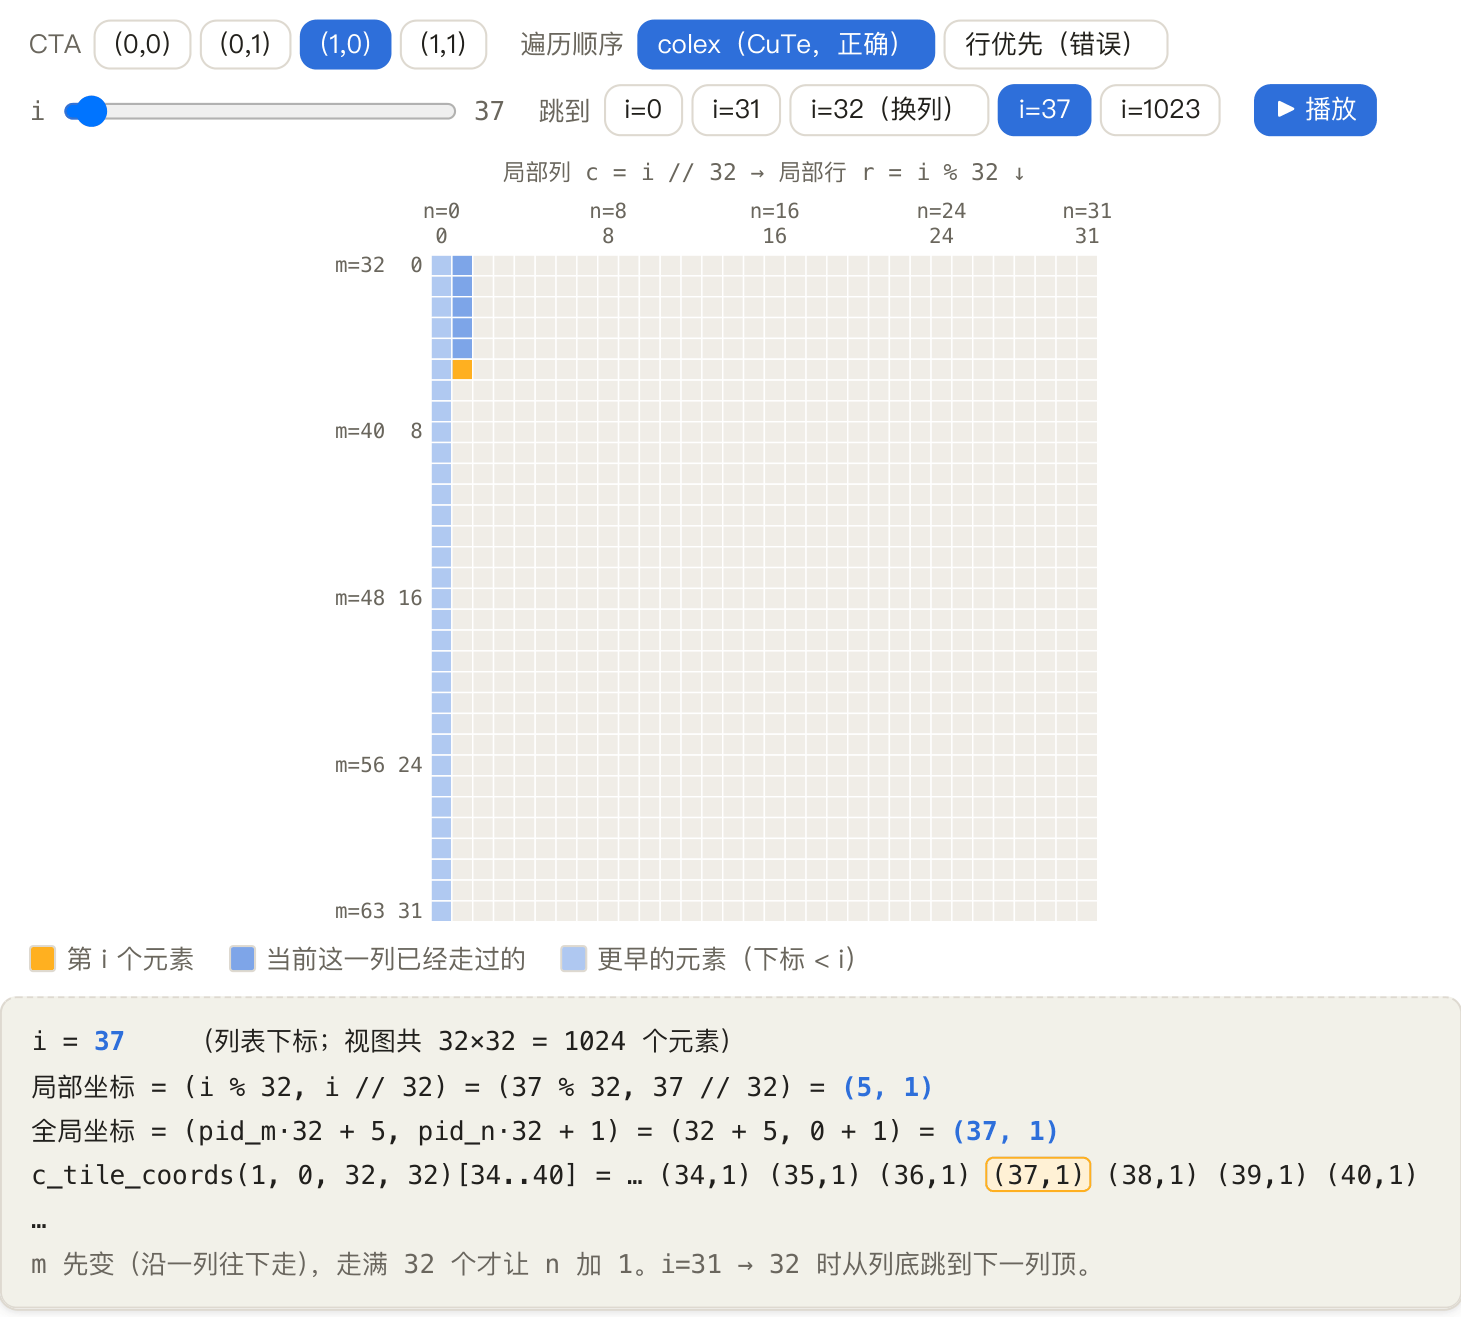 CTA (0,0) (0,1) (1,0) (1,1) 遍历顺序 colex（CuTe，正确） 行优先（错误）
i 37 跳到 i=0 i=31 i=32（换列） i=37 i=1023 ▶ 播放
局部列 c = i // 32 → 局部行 r = i % 32 ↓
n=0 n=8 n=16 n=24 n=31
0 8 16 24 31
m=32 0
m=40 8
m=48 16
m=56 24
m=63 31
第 i 个元素 当前这一列已经走过的 更早的元素（下标 < i）
i = 37 （列表下标；视图共 32×32 = 1024 个元素）
局部坐标 = (i % 32, i // 32) = (37 % 32, 37 // 32) = (5, 1)
全局坐标 = (pid_m·32 + 5, pid_n·32 + 1) = (32 + 5, 0 + 1) = (37, 1)
c_tile_coords(1, 0, 32, 32)[34..40] = … (34,1) (35,1) (36,1) (37,1) (38,1) (39,1) (40,1)
…
m 先变（沿一列往下走），走满 32 个才让 n 加 1。i=31 → 32 时从列底跳到下一列顶。